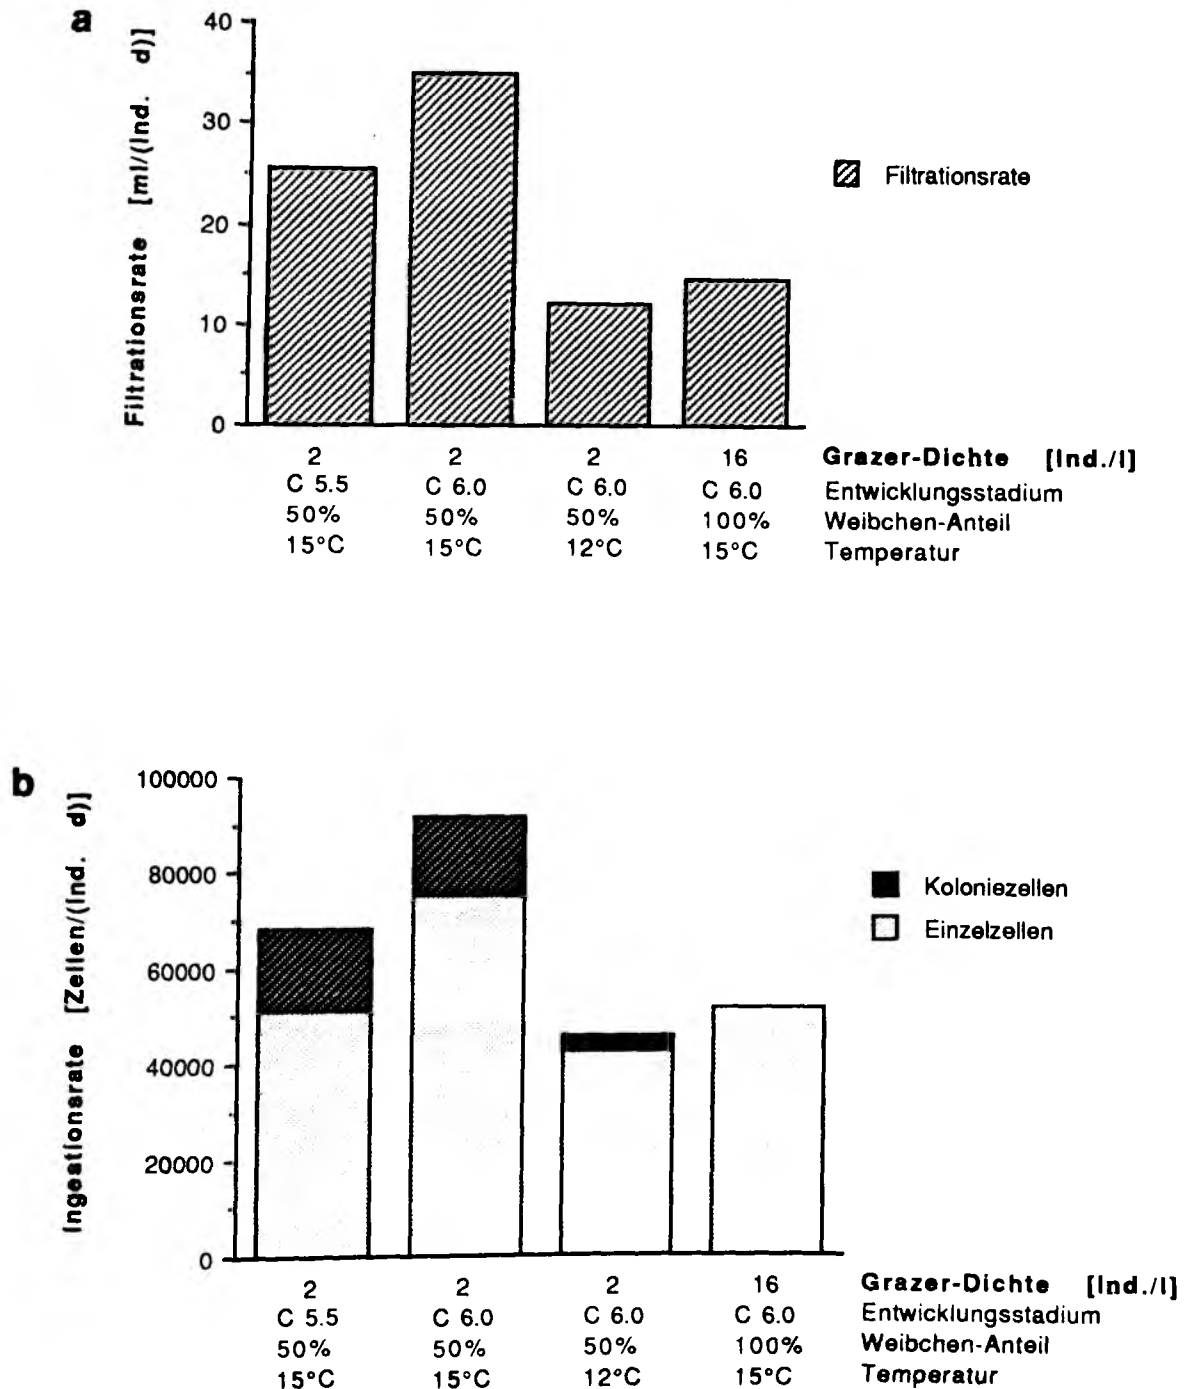 a
Filtrationsrate [ml/(Ind. d)]
40
30
20
10
0
Filtrationsrate
2 2 2 16 Grazer-Dichte [Ind./l]
C 5.5 C 6.0 C 6.0 C 6.0 Entwicklungsstadium
50% 50% 50% 100% Weibchen-Anteil
15°C 15°C 12°C 15°C Temperatur
b
Ingestionsrate [Zellen/(Ind. d)]
100000
80000
60000
40000
20000
0
Koloniezellen
Einzelzellen
2 2 2 16 Grazer-Dichte [Ind./l]
C 5.5 C 6.0 C 6.0 C 6.0 Entwicklungsstadium
50% 50% 50% 100% Weibchen-Anteil
15°C 15°C 12°C 15°C Temperatur